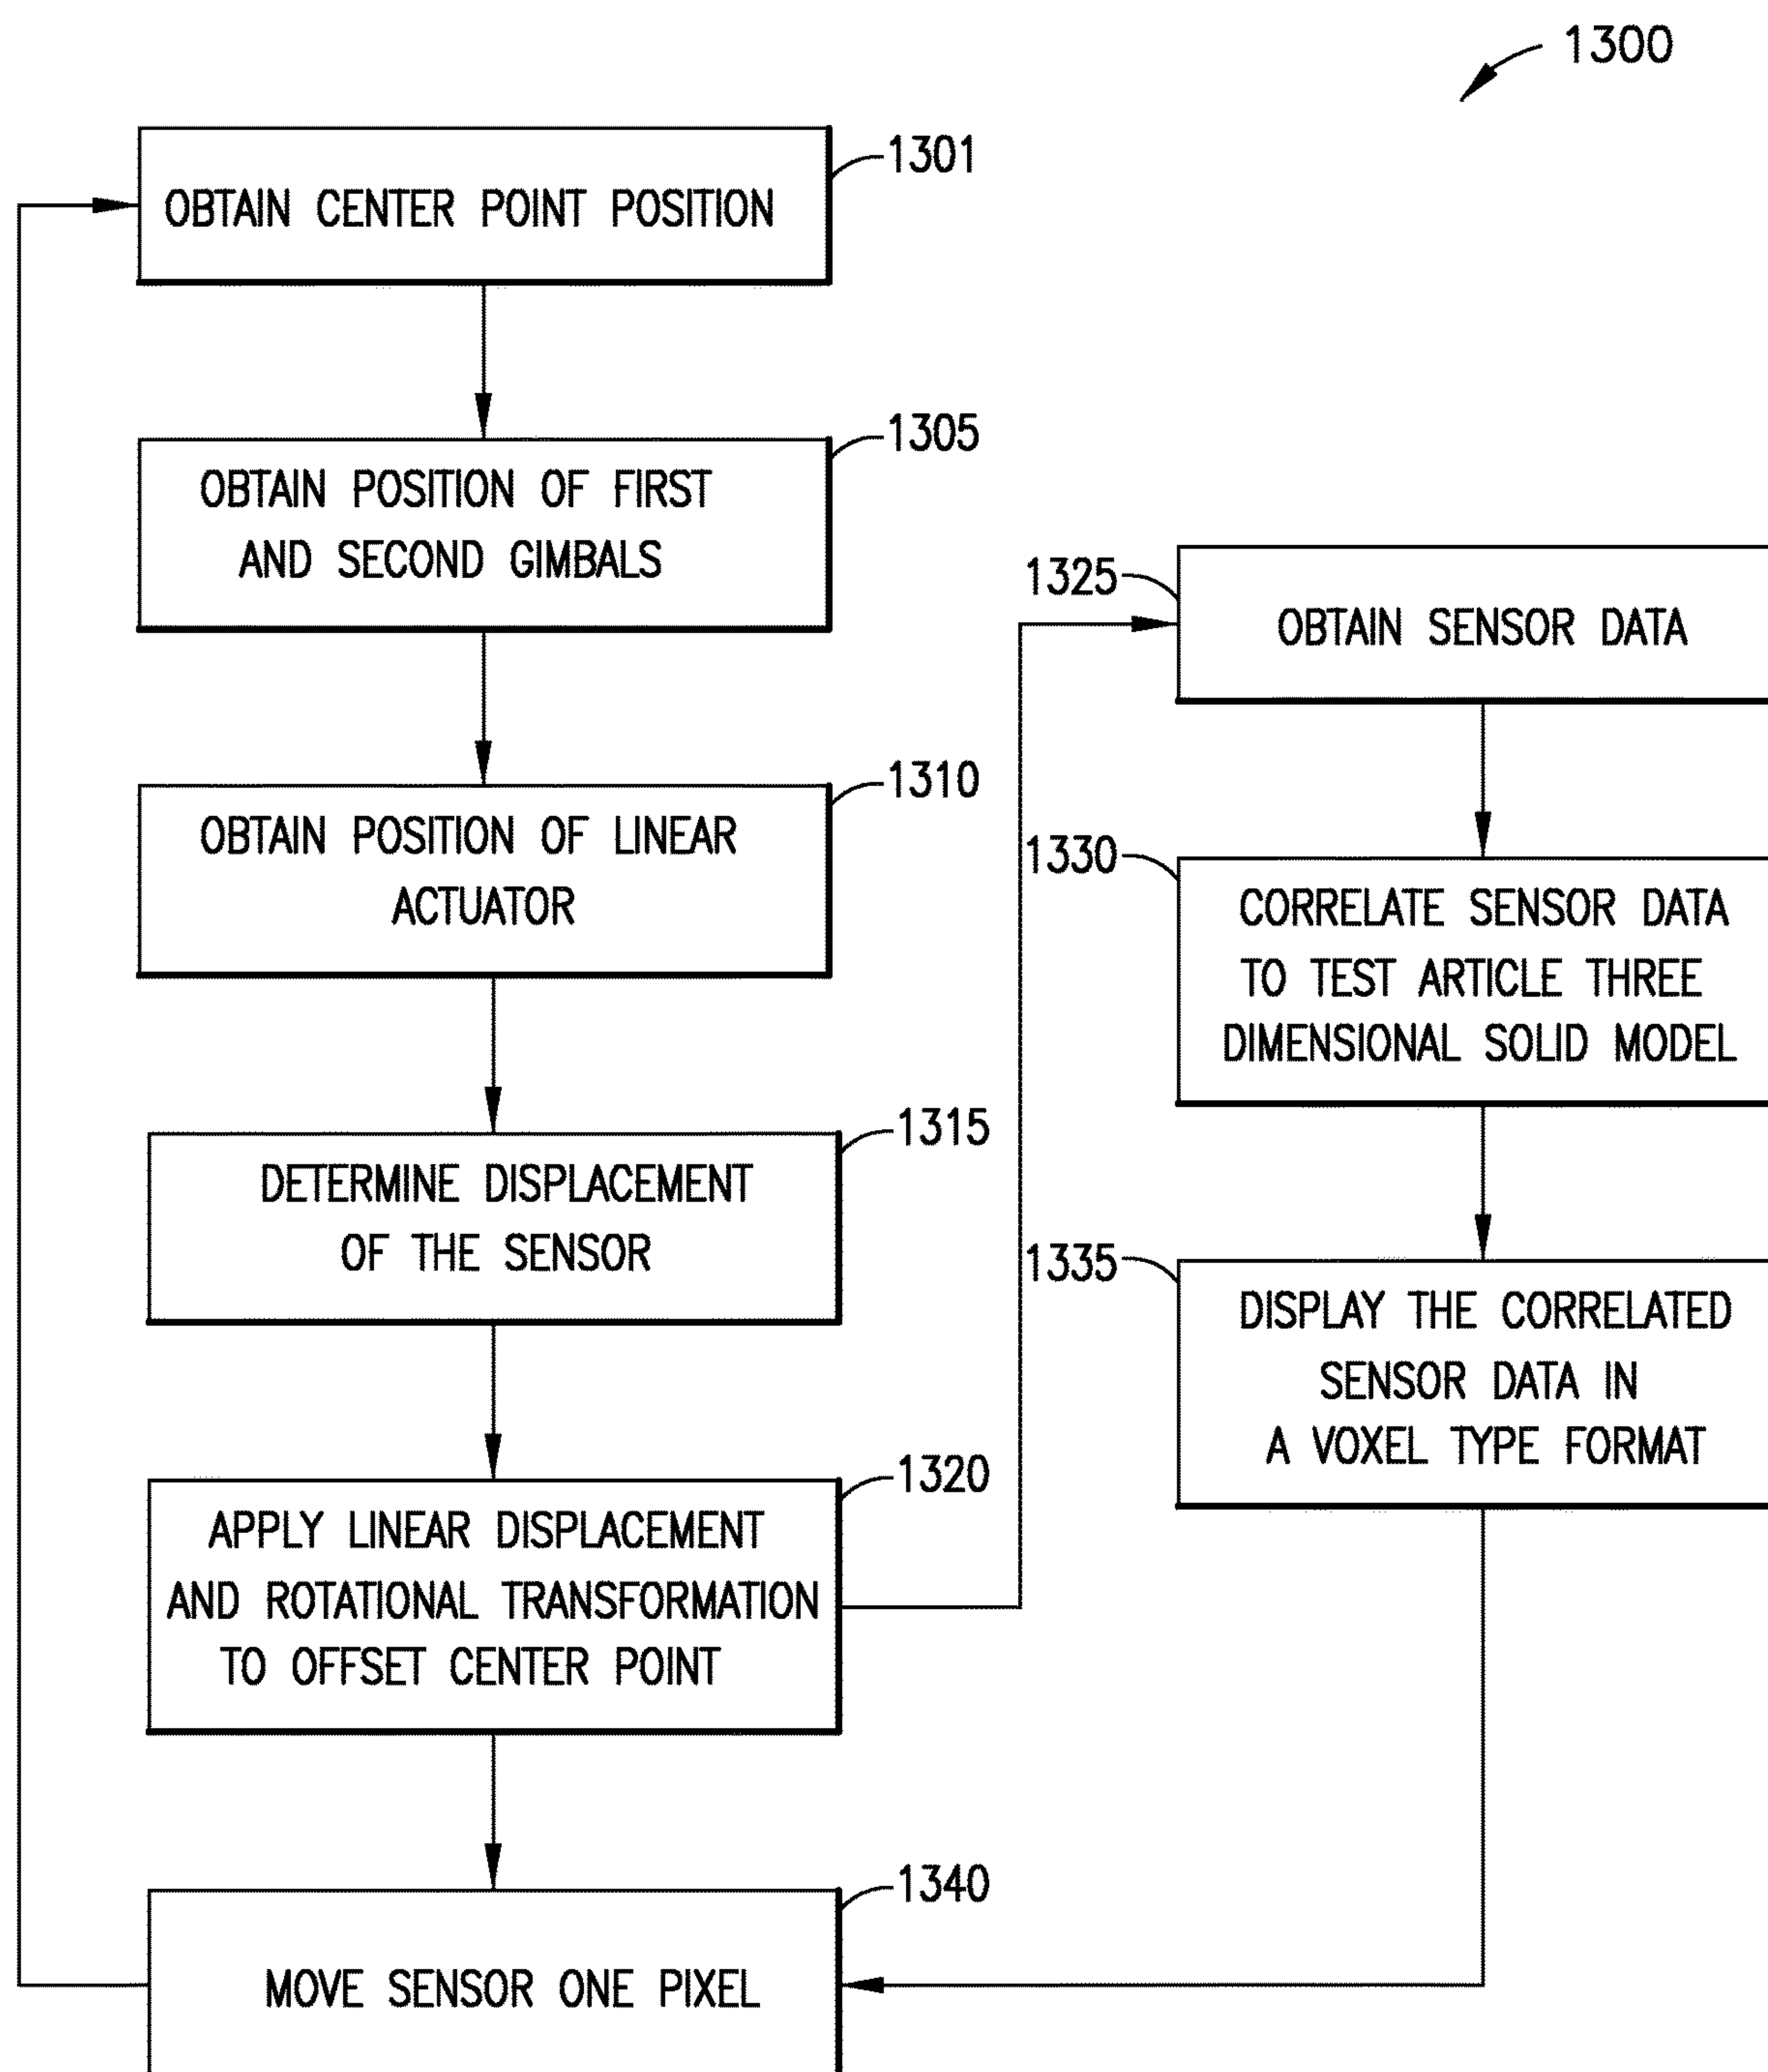 1300
1301
OBTAIN CENTER POINT POSITION
1305
OBTAIN POSITION OF FIRST
AND SECOND GIMBALS
1310
OBTAIN POSITION OF LINEAR
ACTUATOR
1315
DETERMINE DISPLACEMENT
OF THE SENSOR
1320
APPLY LINEAR DISPLACEMENT
AND ROTATIONAL TRANSFORMATION
TO OFFSET CENTER POINT
1325
OBTAIN SENSOR DATA
1330
CORRELATE SENSOR DATA
TO TEST ARTICLE THREE
DIMENSIONAL SOLID MODEL
1335
DISPLAY THE CORRELATED
SENSOR DATA IN
A VOXEL TYPE FORMAT
1340
MOVE SENSOR ONE PIXEL